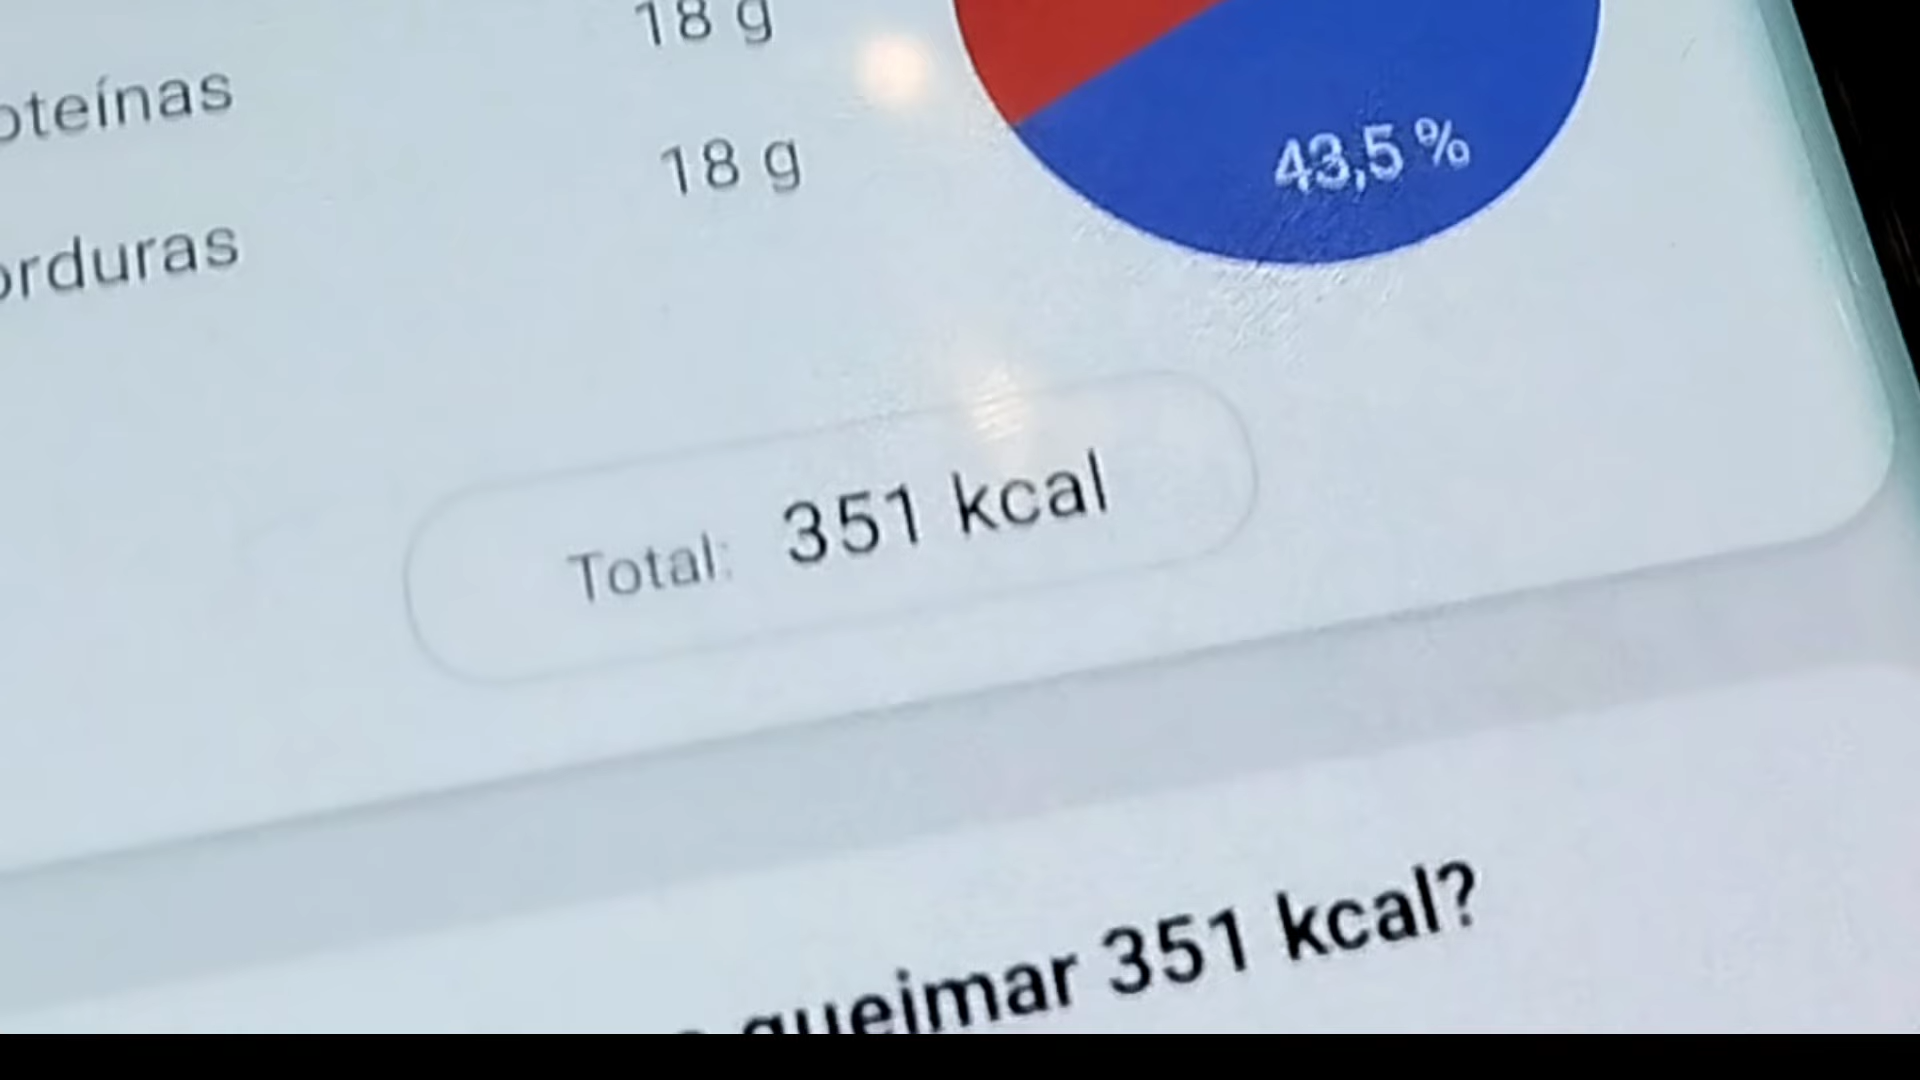 18 g
oteínas
18 g
43,5 %
orduras
Total: 351 kcal
queimar 351 kcal?